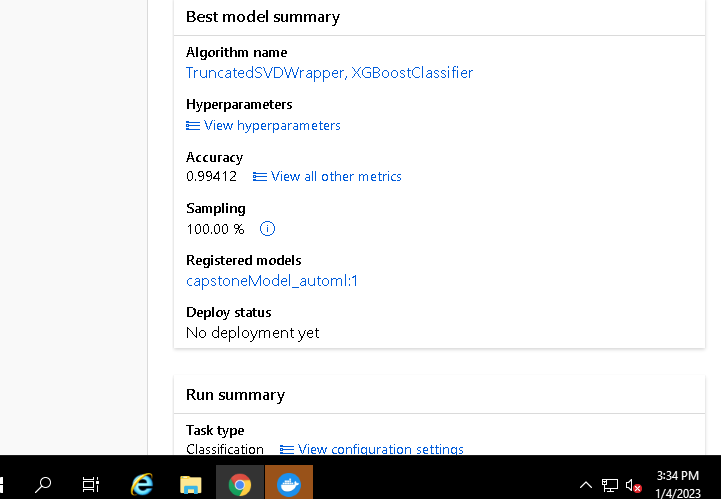 Best model summary
Algorithm name
TruncatedSVDWrapper, XGBoostClassifier
Hyperparameters
View hyperparameters
Accuracy
0.99412 View all other metrics
Sampling
100.00 %
Registered models
capstoneModel_automl:1
Deploy status
No deployment yet
Run summary
Task type
Classification View configuration settings
3:34 PM
1/4/2023